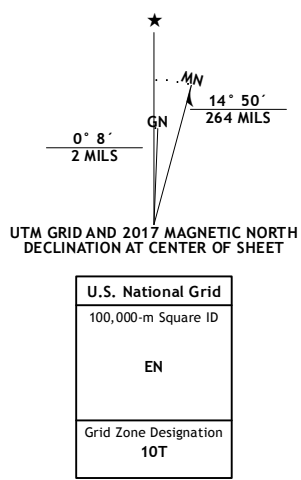 ★
MN
GN
14° 50´
264 MILS
0° 8´
2 MILS
UTM GRID AND 2017 MAGNETIC NORTH
DECLINATION AT CENTER OF SHEET
U.S. National Grid
100,000-m Square ID
EN
Grid Zone Designation
10T